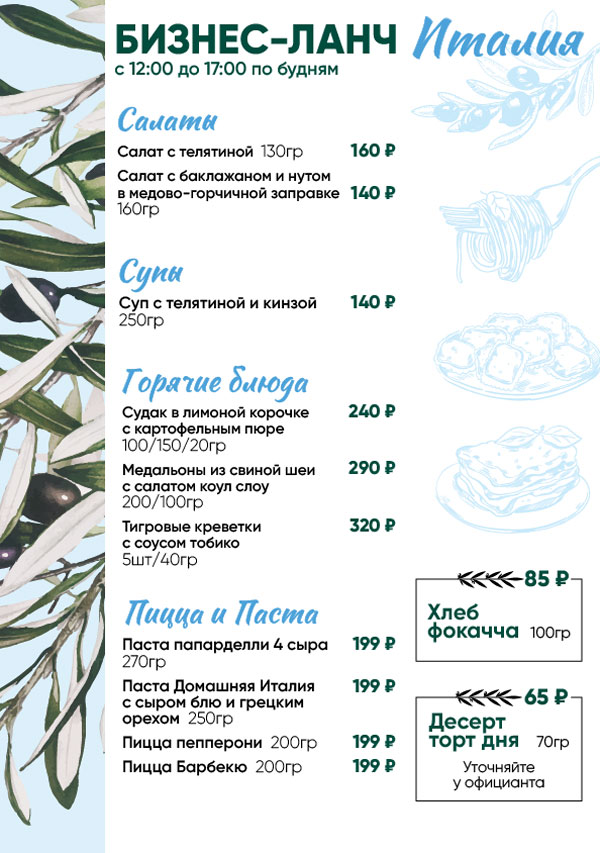 БИЗНЕС-ЛАНЧ Италия
с 12:00 до 17:00 по будням
Салаты
Салат с телятиной 130гр 160 ₽
Салат с баклажаном и нутом
в медово-горчичной заправке 140 ₽
160гр
Супы
Суп с телятиной и кинзой 140 ₽
250гр
Горячие блюда
Судак в лимоной корочке 240 ₽
с картофельным пюре
100/150/20гр
Медальоны из свиной шеи 290 ₽
с салатом коул слоу
200/100гр
Тигровые креветки 320 ₽
с соусом тобико
5шт/40гр
Пицца и Паста
Паста папарделли 4 сыра 199 ₽
270гр
Паста Домашняя Италия 199 ₽
с сыром блю и грецким
орехом 250гр
Пицца пепперони 200гр 199 ₽
Пицца Барбекю 200гр 199 ₽
85 ₽
Хлеб
фокачча 100гр
65 ₽
Десерт
торт дня 70гр
Уточняйте
у официанта